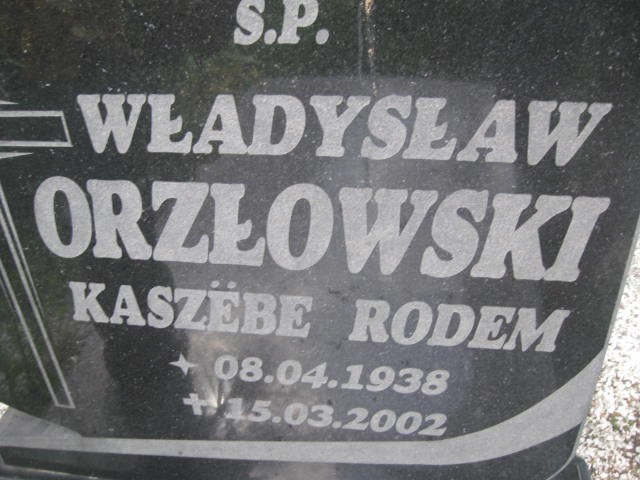 Ś.P.
WŁADYSŁAW
ORZŁOWSKI
KASZËBE RODEM
08.04.1938
15.03.2002